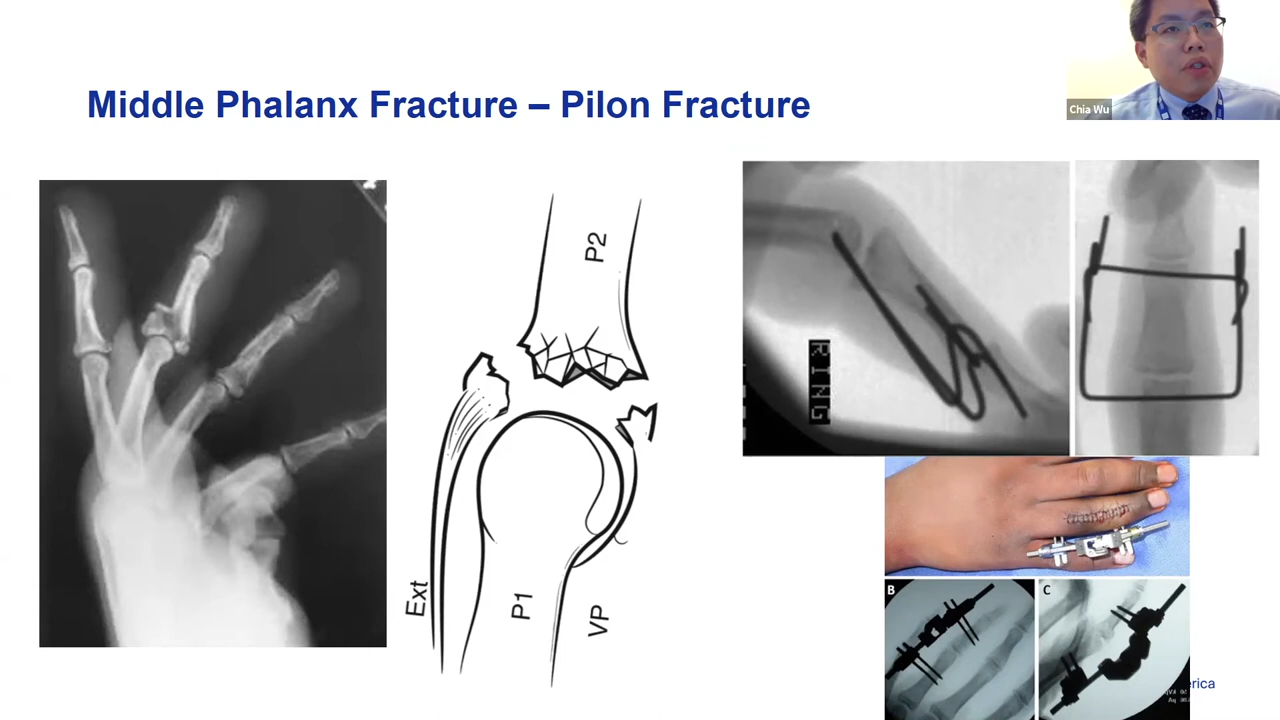 Middle Phalanx Fracture – Pilon Fracture
Chia Wu
P2
Ext
P1
VP
RING
B
C
erica